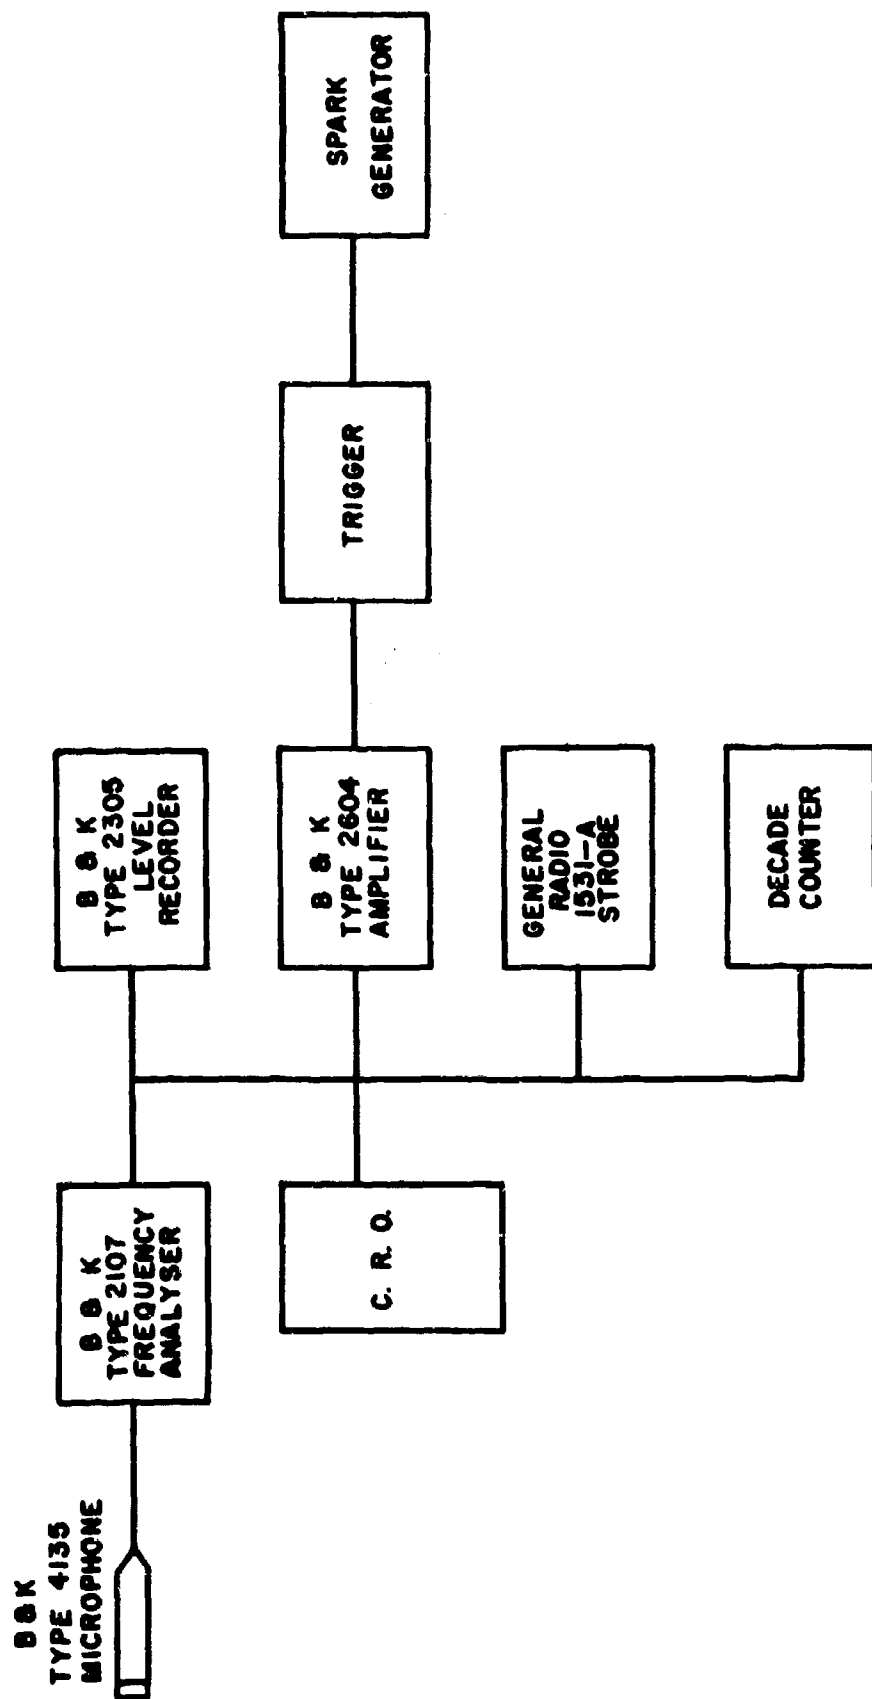 B&K
TYPE 4135
MICROPHONE
B & K
TYPE 2107
FREQUENCY
ANALYSER
B & K
TYPE 2305
LEVEL
RECORDER
C. R. O.
B & K
TYPE 2604
AMPLIFIER
TRIGGER
SPARK
GENERATOR
GENERAL
RADIO
1531-A
STROBE
DECADE
COUNTER